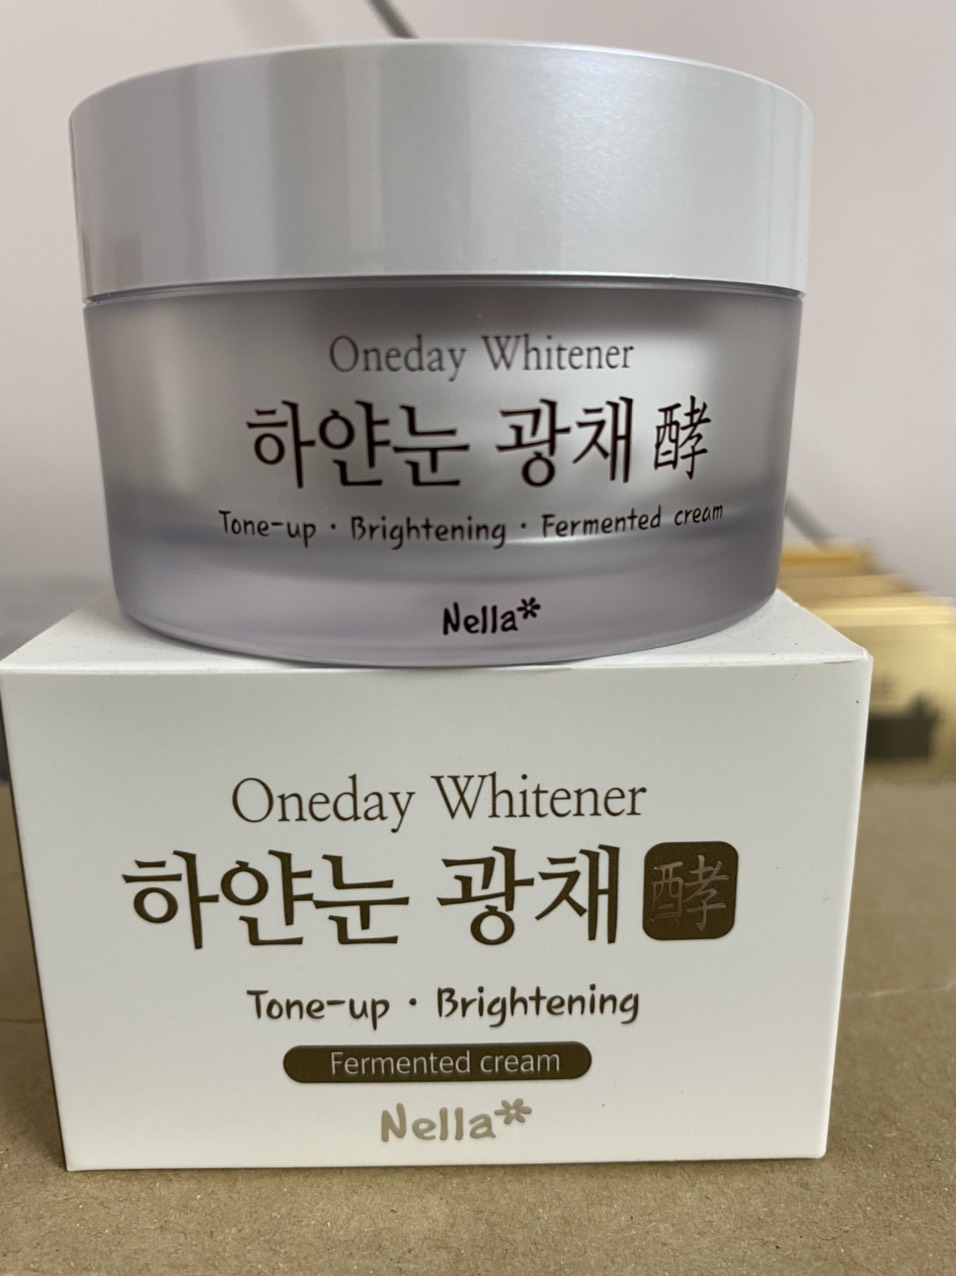 Oneday Whitener
하얀눈 광채 酵
Tone-up · Brightening · Fermented cream
Nella*
Oneday Whitener
하얀눈 광채 酵
Tone-up · Brightening
Fermented cream
Nella*